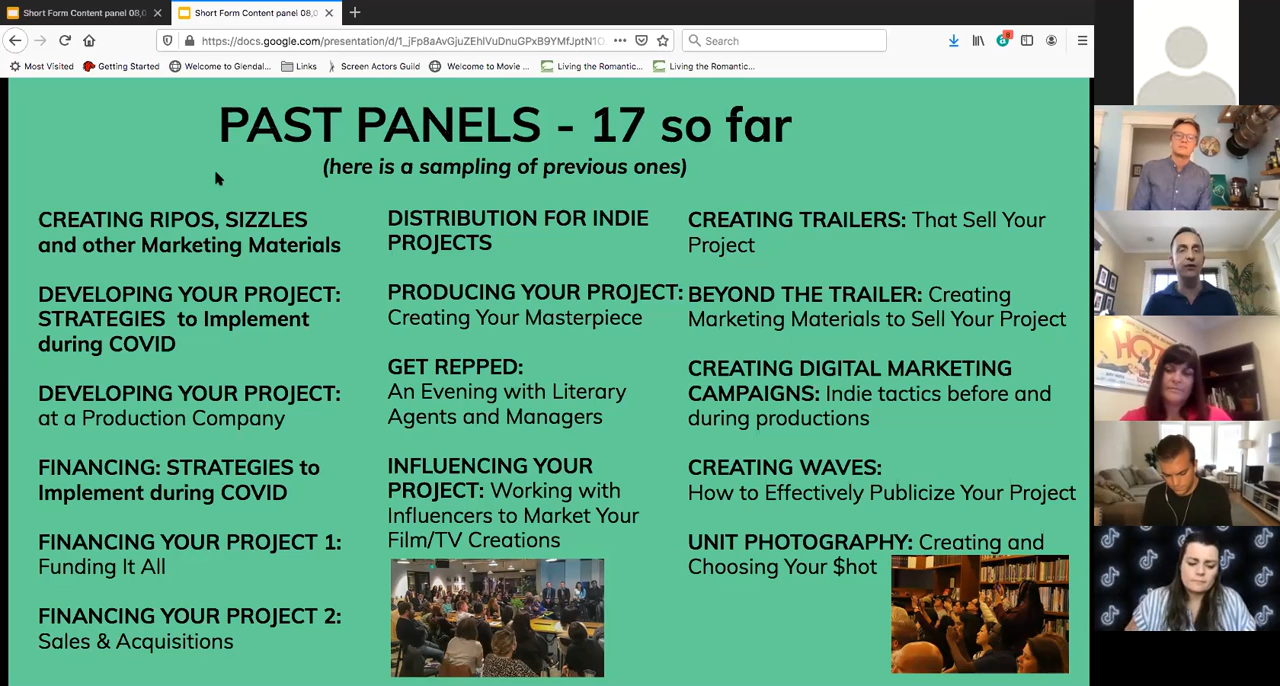 Short Form Content panel 08,0
Short Form Content panel 08,0
https://docs.google.com/presentation/d/1_jFp8aAvGjuZEhlVuDnuGPxB9YMfJptN1O
Search
8
Most Visited
Getting Started
Welcome to Glendal...
Links
Screen Actors Guild
Welcome to Movie ...
Living the Romantic...
Living the Romantic...
PAST PANELS - 17 so far
(here is a sampling of previous ones)
CREATING RIPOS, SIZZLES
and other Marketing Materials
DEVELOPING YOUR PROJECT:
STRATEGIES to Implement
during COVID
DEVELOPING YOUR PROJECT:
at a Production Company
FINANCING: STRATEGIES to
Implement during COVID
FINANCING YOUR PROJECT 1:
Funding It All
FINANCING YOUR PROJECT 2:
Sales & Acquisitions
DISTRIBUTION FOR INDIE
PROJECTS
PRODUCING YOUR PROJECT:
Creating Your Masterpiece
GET REPPED:
An Evening with Literary
Agents and Managers
INFLUENCING YOUR
PROJECT: Working with
Influencers to Market Your
Film/TV Creations
CREATING TRAILERS: That Sell Your
Project
BEYOND THE TRAILER: Creating
Marketing Materials to Sell Your Project
CREATING DIGITAL MARKETING
CAMPAIGNS: Indie tactics before and
during productions
CREATING WAVES:
How to Effectively Publicize Your Project
UNIT PHOTOGRAPHY: Creating and
Choosing Your $hot
HOT